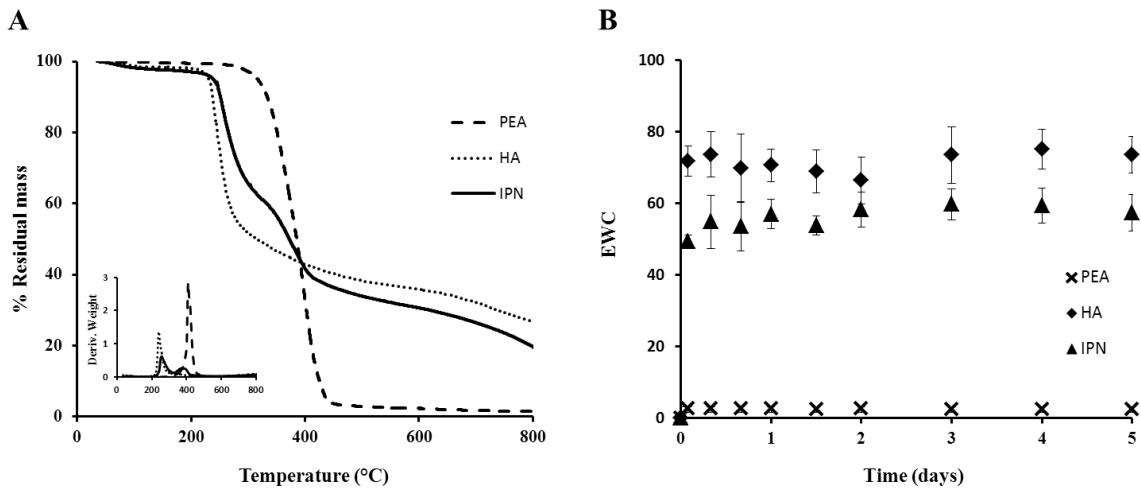 A
100
80
60
40
20
0
% Residual mass
0 200 400 600 800
Temperature (°C)
PEA
HA
IPN
3
2
1
0
Deriv. Weight
0 200 400 600 800
B
100
80
60
40
20
0
EWC
0 1 2 3 4 5
Time (days)
PEA
HA
IPN